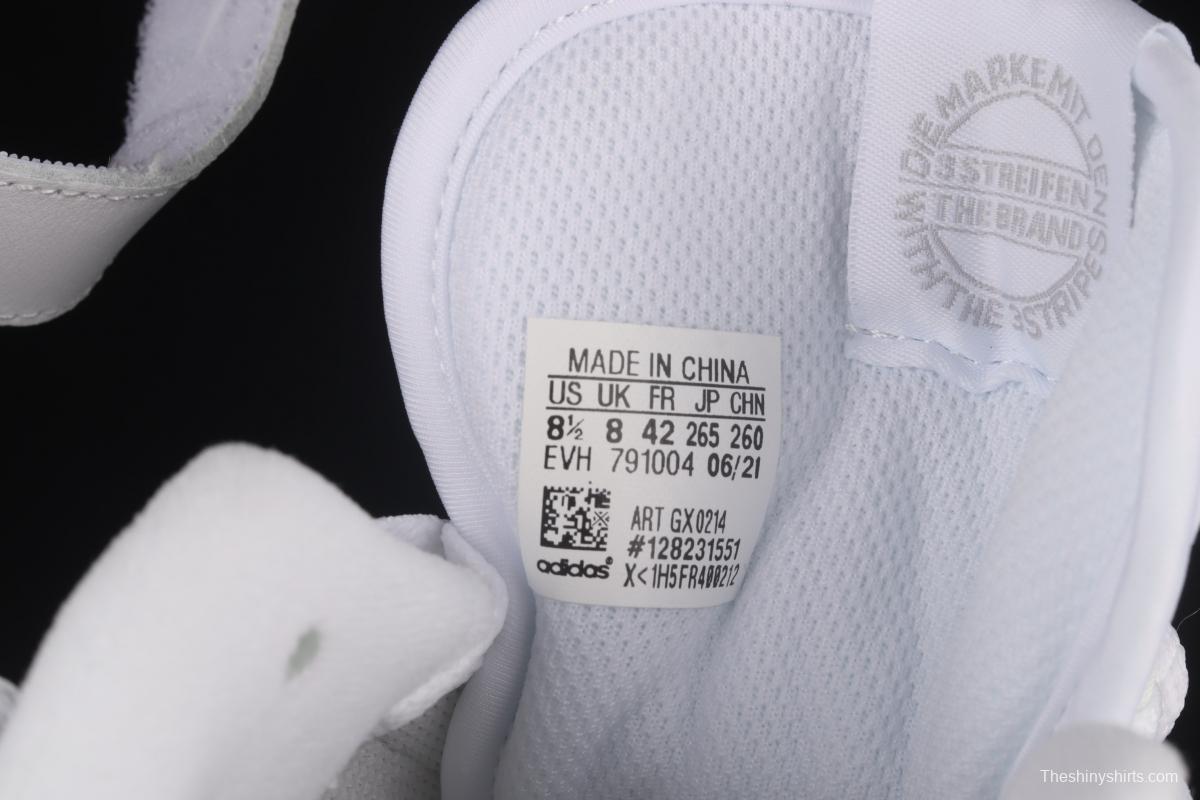 DIE MARKE MIT DEN
3 STREIFEN
THE BRAND
WITH THE 3 STRIPES
MADE IN CHINA
US UK FR JP CHN
8½ 8 42 265 260
EVH 791004 06/21
ART GX0214
#128231551
X<1H5FR400212
adidas®
Theshinyshirts.com